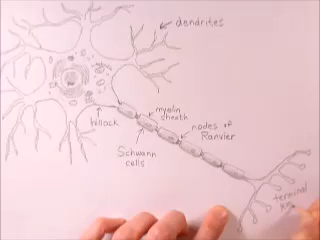 dendrites
myelin
sheath
hillock
nodes of
Ranvier
Schwann
cells
terminal